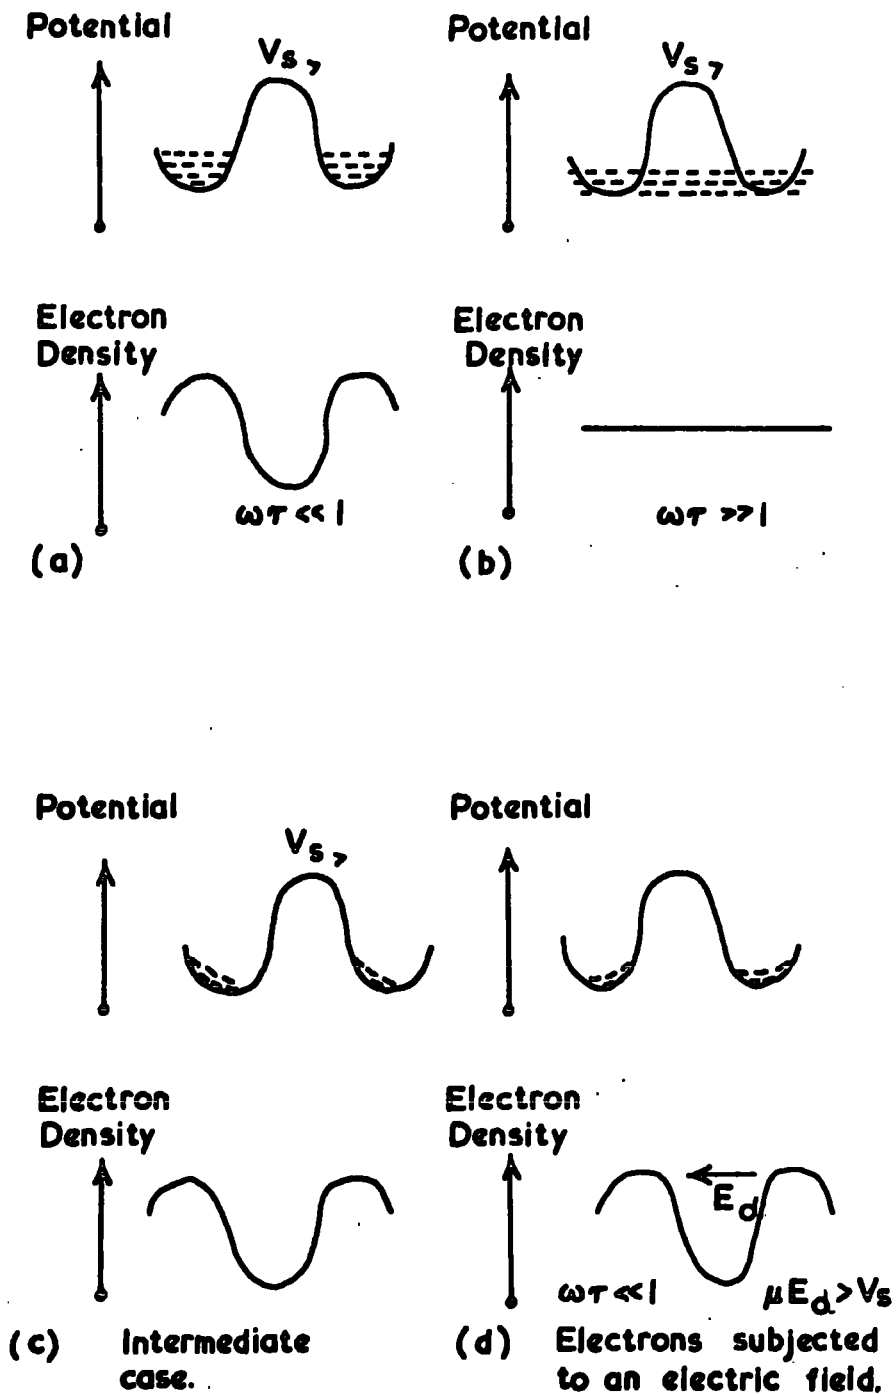 Potential
Vs
Electron
Density
ωτ << 1
(a)
Potential
Vs
Electron
Density
ωτ >> 1
(b)
Potential
Vs
Electron
Density
(c) Intermediate
case.
Potential
Electron
Density
Ed
ωτ << 1 μEd > Vs
(d) Electrons subjected
to an electric field.